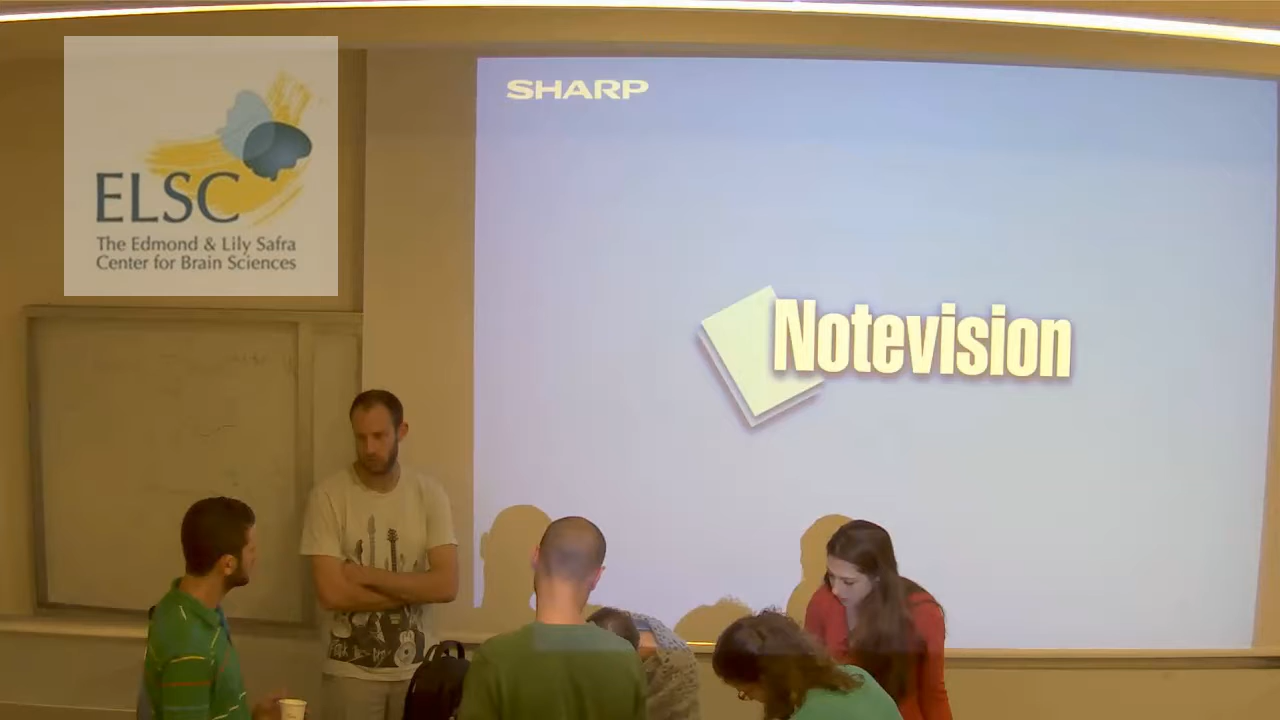 SHARP
ELSC
The Edmond & Lily Safra
Center for Brain Sciences
Notevision